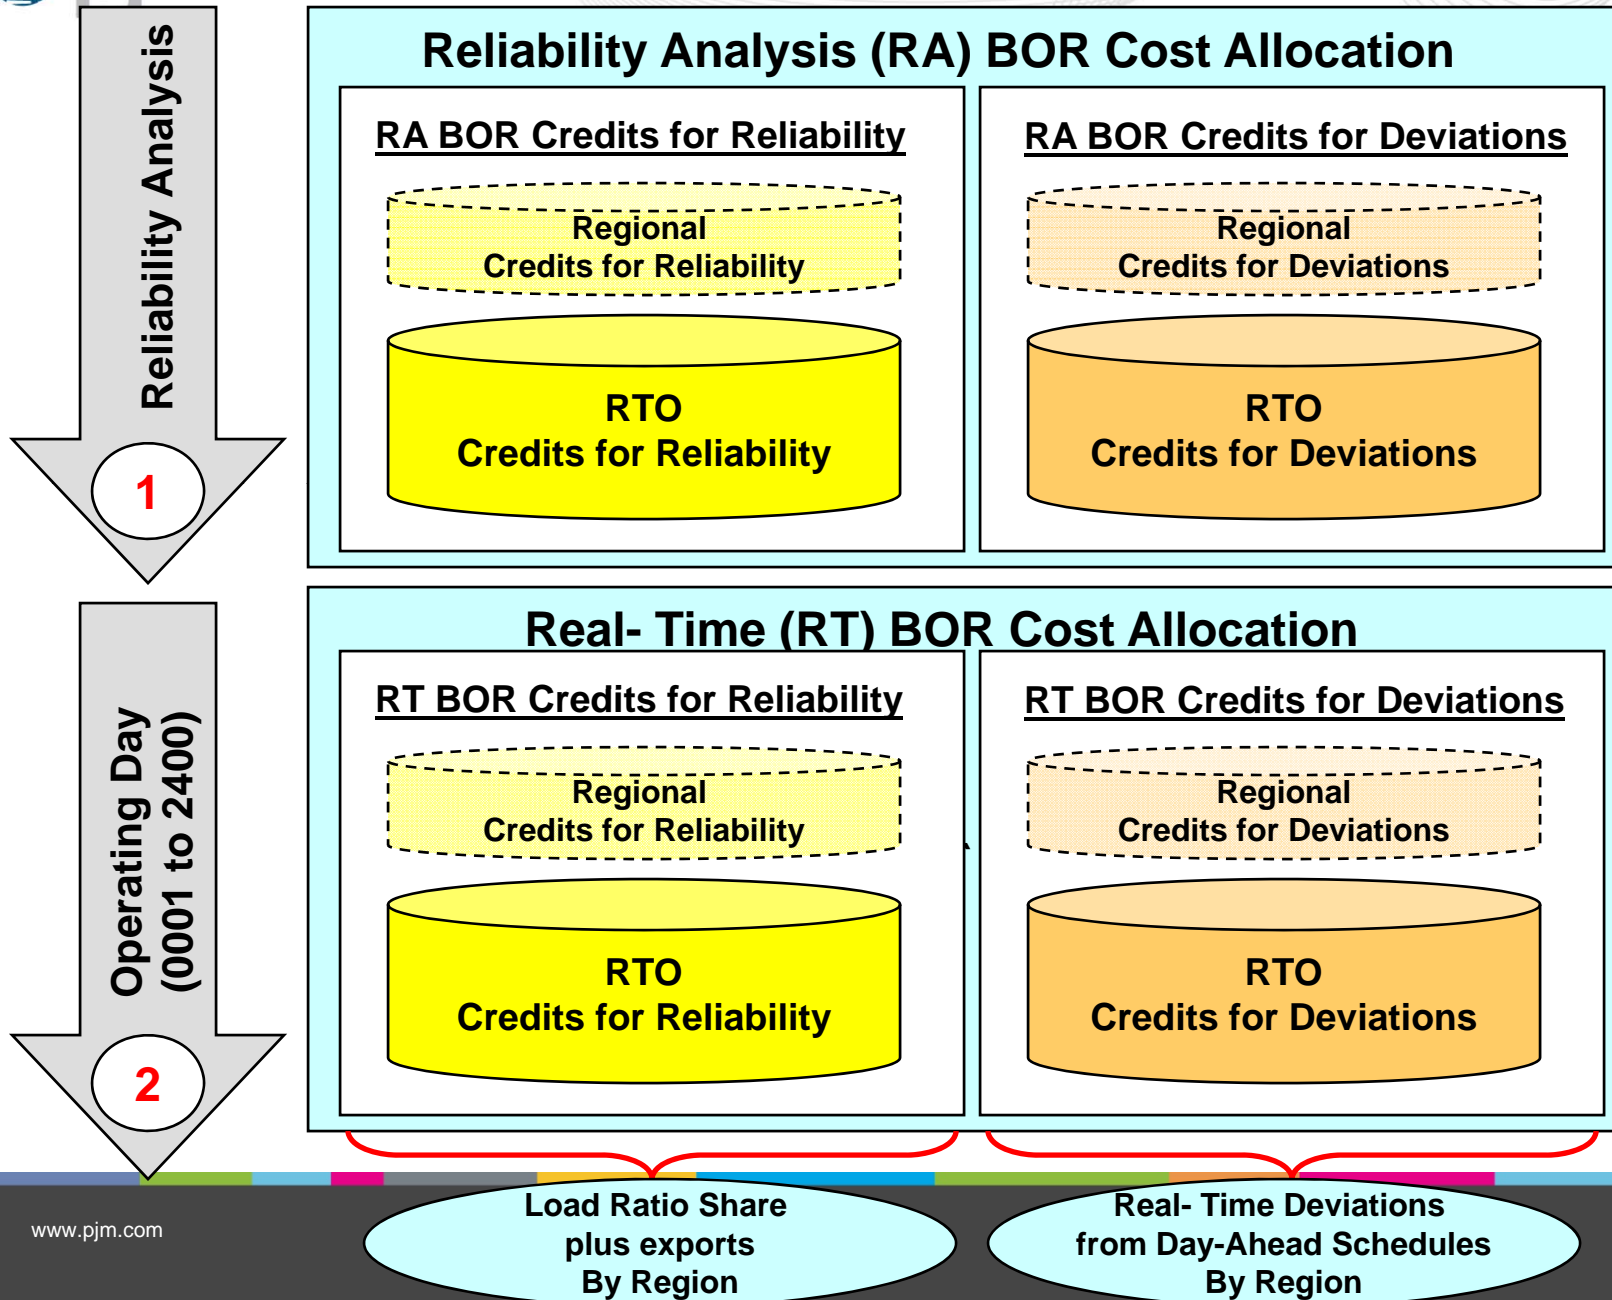 Reliability Analysis
1
Reliability Analysis (RA) BOR Cost Allocation
RA BOR Credits for Reliability
Regional
Credits for Reliability
RTO
Credits for Reliability
RA BOR Credits for Deviations
Regional
Credits for Deviations
RTO
Credits for Deviations
Operating Day
(0001 to 2400)
2
Real- Time (RT) BOR Cost Allocation
RT BOR Credits for Reliability
Regional
Credits for Reliability
RTO
Credits for Reliability
RT BOR Credits for Deviations
Regional
Credits for Deviations
RTO
Credits for Deviations
Load Ratio Share
plus exports
By Region
Real- Time Deviations
from Day-Ahead Schedules
By Region
www.pjm.com